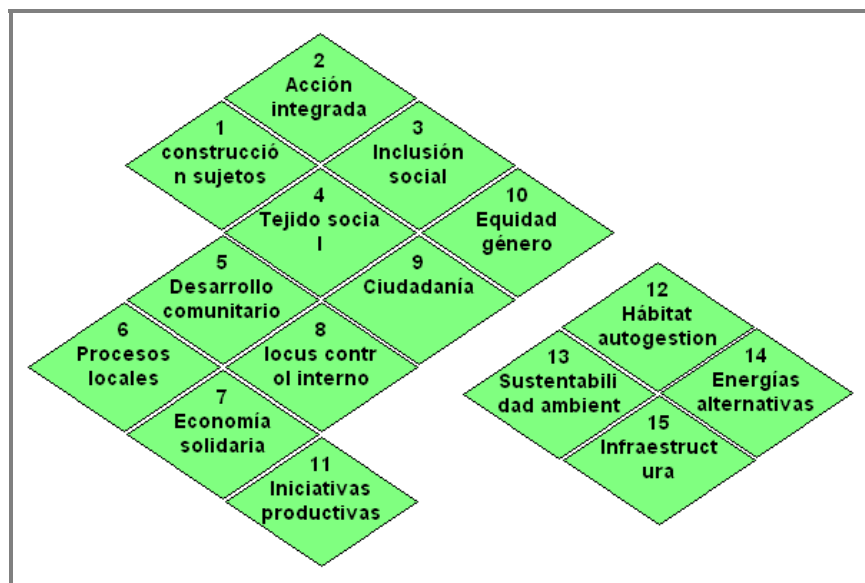 2
Acción
integrada
1
construcció
n sujetos
3
Inclusión
social
4
Tejido socia
l
10
Equidad
género
5
Desarrollo
comunitario
9
Ciudadanía
6
Procesos
locales
8
locus contr
ol interno
7
Economía
solidaria
11
Iniciativas
productivas
12
Hábitat
autogestion
13
Sustentabili
dad ambient
14
Energías
alternativas
15
Infraestruct
ura